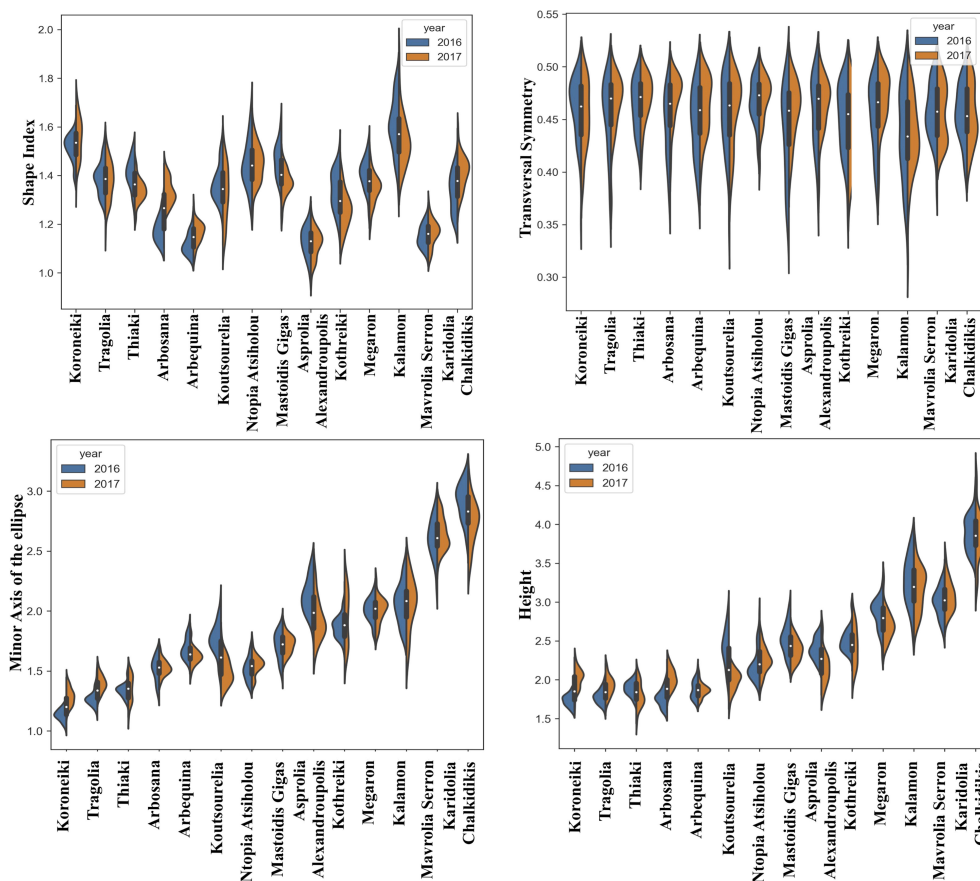 Shape Index
2.0
1.8
1.6
1.4
1.2
1.0
year
2016
2017
Koroneiki
Tragolia
Thiaki
Arbosana
Arbequina
Koutsourelia
Ntopia Atsiholou
Mastoidis Gigas
Asprolia
Alexandroupolis
Kothreiki
Megaron
Kalamon
Mavrolia Serron
Karidolia
Chalkidikis
Transversal Symmetry
0.55
0.50
0.45
0.40
0.35
0.30
year
2016
2017
Koroneiki
Tragolia
Thiaki
Arbosana
Arbequina
Koutsourelia
Ntopia Atsiholou
Mastoidis Gigas
Asprolia
Alexandroupolis
Kothreiki
Megaron
Kalamon
Mavrolia Serron
Karidolia
Chalkidikis
Minor Axis of the ellipse
3.0
2.5
2.0
1.5
1.0
year
2016
2017
Koroneiki
Tragolia
Thiaki
Arbosana
Arbequina
Koutsourelia
Ntopia Atsiholou
Mastoidis Gigas
Asprolia
Alexandroupolis
Kothreiki
Megaron
Kalamon
Mavrolia Serron
Karidolia
Chalkidikis
Height
5.0
4.5
4.0
3.5
3.0
2.5
2.0
1.5
year
2016
2017
Koroneiki
Tragolia
Thiaki
Arbosana
Arbequina
Koutsourelia
Ntopia Atsiholou
Mastoidis Gigas
Asprolia
Alexandroupolis
Kothreiki
Megaron
Kalamon
Mavrolia Serron
Karidolia
Chalkidikis